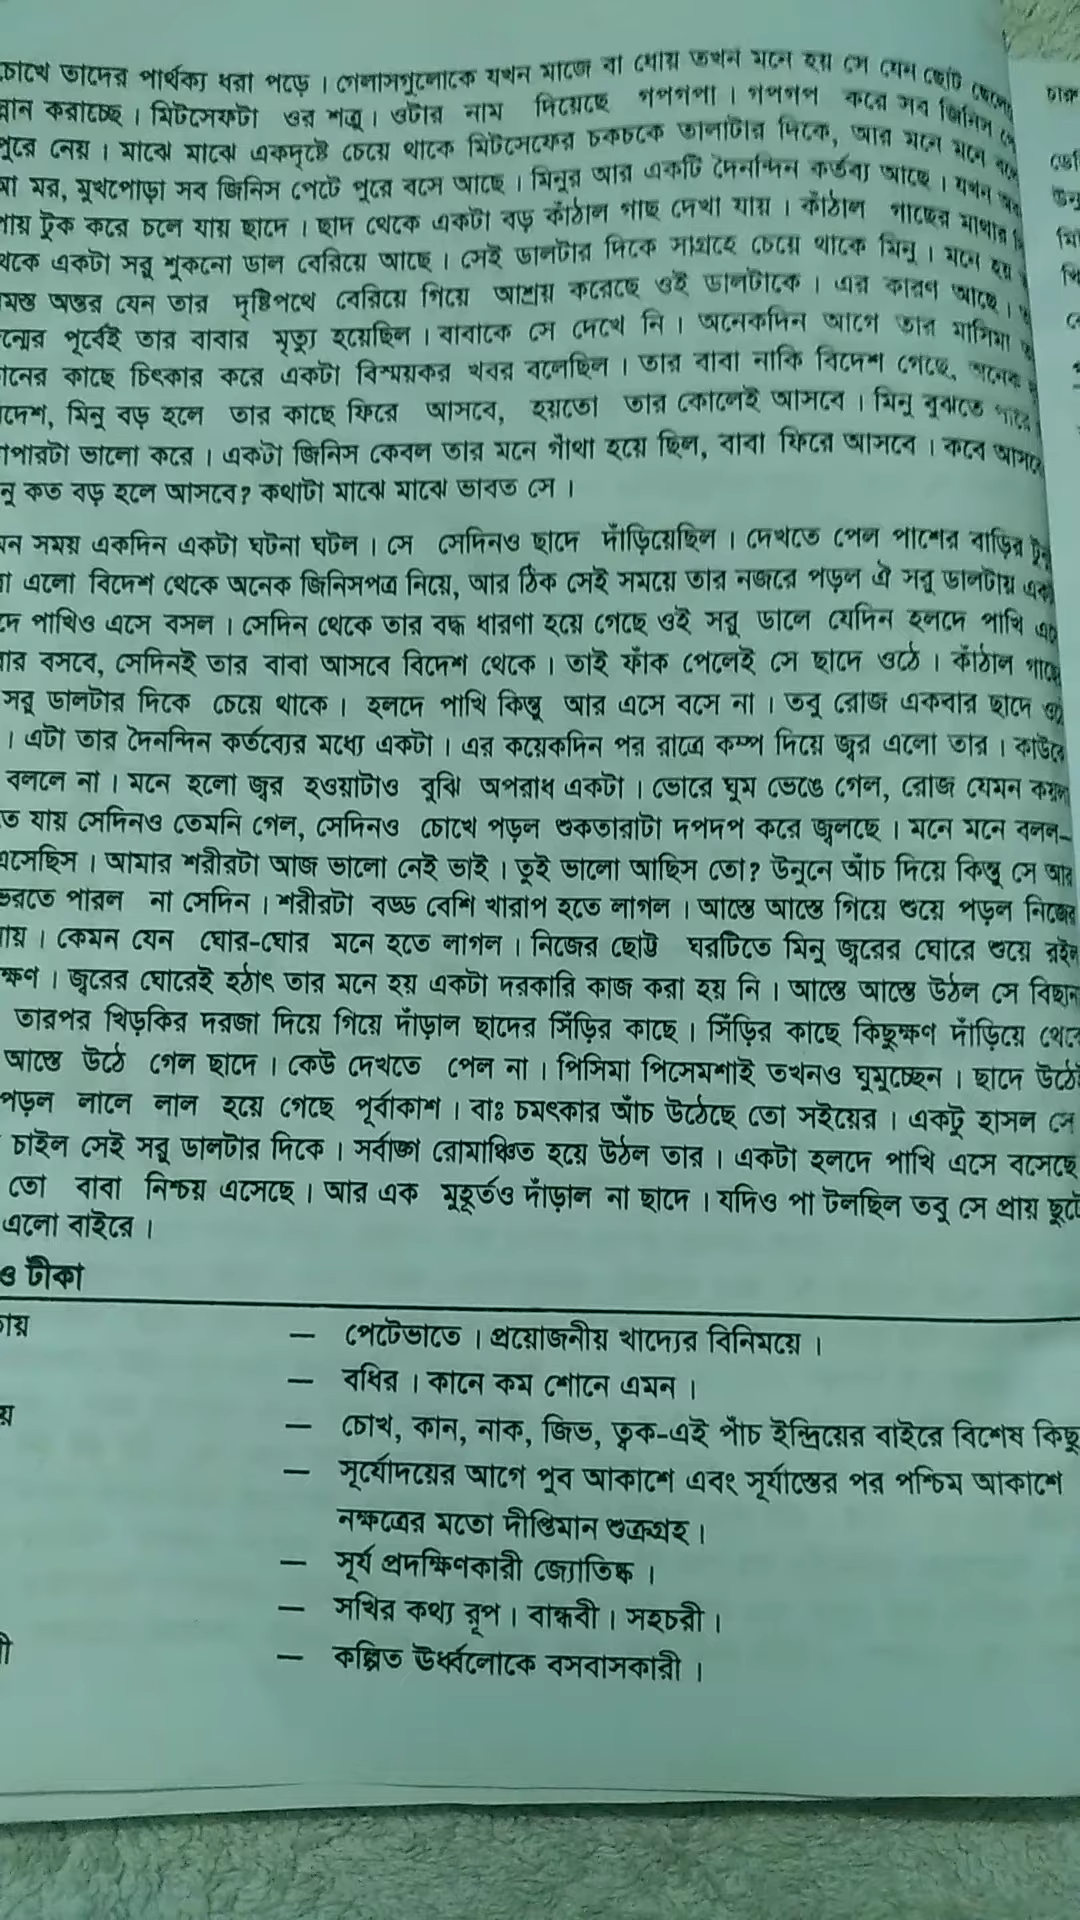 চোখে তাদের পার্থক্য ধরা পড়ে। গেলাসগুলোকে যখন মাজে বা ধোয় তখন মনে হয় সে যেন ছোট
করাচ্ছে। মিটসেফটা ওর শত্রু। ওটার নাম দিয়েছে গপগপা। গপগপ করে সব জিনিস
পুরে নেয়। মাঝে মাঝে একদৃষ্টে চেয়ে থাকে মিটসেফের চকচকে তালাটার দিকে, আর মনে মনে
মর, মুখপোড়া সব জিনিস পেটে পুরে বসে আছে। মিনুর আর একটি দৈনন্দিন কর্তব্য আছে। যখন
টুক করে চলে যায় ছাদে। ছাদ থেকে একটা বড় কাঁঠাল গাছ দেখা যায়। কাঁঠাল গাছের মাথার
একটা সরু শুকনো ডাল বেরিয়ে আছে। সেই ডালটার দিকে সাগ্রহে চেয়ে থাকে মিনু। মনে হয়
অন্তর যেন তার দৃষ্টিপথে বেরিয়ে গিয়ে আশ্রয় করেছে ওই ডালটাকে। এর কারণ আছে।
পূর্বেই তার বাবার মৃত্যু হয়েছিল। বাবাকে সে দেখে নি। অনেকদিন আগে তার মাসিমা
কাছে চিৎকার করে একটা বিস্ময়কর খবর বলেছিল। তার বাবা নাকি বিদেশ গেছে, অনেক
মিনু বড় হলে তার কাছে ফিরে আসবে, হয়তো তার কোলেই আসবে। মিনু বুঝতে পারে
ভালো করে। একটা জিনিস কেবল তার মনে গাঁথা হয়ে ছিল, বাবা ফিরে আসবে। কবে আসবে
কত বড় হলে আসবে? কথাটা মাঝে মাঝে ভাবত সে।
সময় একদিন একটা ঘটনা ঘটল। সে সেদিনও ছাদে দাঁড়িয়েছিল। দেখতে পেল পাশের বাড়ির
এলো বিদেশ থেকে অনেক জিনিসপত্র নিয়ে, আর ঠিক সেই সময়ে তার নজরে পড়ল ঐ সরু ডালটায়
পাখিও এসে বসল। সেদিন থেকে তার বদ্ধ ধারণা হয়ে গেছে ওই সরু ডালে যেদিন হলদে পাখি
বসবে, সেদিনই তার বাবা আসবে বিদেশ থেকে। তাই ফাঁক পেলেই সে ছাদে ওঠে। কাঁঠাল
সরু ডালটার দিকে চেয়ে থাকে। হলদে পাখি কিন্তু আর এসে বসে না। তবু রোজ একবার ছাদে
। এটা তার দৈনন্দিন কর্তব্যের মধ্যে একটা। এর কয়েকদিন পর রাত্রে কম্প দিয়ে জ্বর এলো তার। কাউকে
বললে না। মনে হলো জ্বর হওয়াটাও বুঝি অপরাধ একটা। ভোরে ঘুম ভেঙে গেল, রোজ যেমন কয়লা
যায় সেদিনও তেমনি গেল, সেদিনও চোখে পড়ল শুকতারাটা দপদপ করে জ্বলছে। মনে মনে বলল-
এসেছিস। আমার শরীরটা আজ ভালো নেই ভাই। তুই ভালো আছিস তো? উনুনে আঁচ দিয়ে কিন্তু সে আর
পারল না সেদিন। শরীরটা বড্ড বেশি খারাপ হতে লাগল। আস্তে আস্তে গিয়ে শুয়ে পড়ল নিজের
। কেমন যেন ঘোর-ঘোর মনে হতে লাগল। নিজের ছোট্ট ঘরটিতে মিনু জ্বরের ঘোরে শুয়ে রইল
ক্ষণ। জ্বরের ঘোরেই হঠাৎ তার মনে হয় একটা দরকারি কাজ করা হয় নি। আস্তে আস্তে উঠল সে
তারপর খিড়কির দরজা দিয়ে গিয়ে দাঁড়াল ছাদের সিঁড়ির কাছে। সিঁড়ির কাছে কিছুক্ষণ দাঁড়িয়ে থেকে
আস্তে উঠে গেল ছাদে। কেউ দেখতে পেল না। পিসিমা পিসেমশাই তখনও ঘুমুচ্ছেন। ছাদে উঠেই
পড়ল লালে লাল হয়ে গেছে পূর্বাকাশ। বাঃ চমৎকার আঁচ উঠেছে তো সইয়ের। একটু হাসল সে
চাইল সেই সরু ডালটার দিকে। সর্বাঙ্গ রোমাঞ্চিত হয়ে উঠল তার। একটা হলদে পাখি এসে বসেছে
তো বাবা নিশ্চয় এসেছে। আর এক মুহূর্তও দাঁড়াল না ছাদে। যদিও পা টলছিল তবু সে প্রায় ছুটে
এলো বাইরে।
ও টীকা
— পেটেভাতে। প্রয়োজনীয় খাদ্যের বিনিময়ে।
— বধির। কানে কম শোনে এমন।
— চোখ, কান, নাক, জিভ, ত্বক-এই পাঁচ ইন্দ্রিয়ের বাইরে বিশেষ কিছু
— সূর্যোদয়ের আগে পুব আকাশে এবং সূর্যাস্তের পর পশ্চিম আকাশে
নক্ষত্রের মতো দীপ্তিমান শুক্রগ্রহ।
— সূর্য প্রদক্ষিণকারী জ্যোতিষ্ক।
— সখির কথ্য রূপ। বান্ধবী। সহচরী।
— কল্পিত ঊর্ধ্বলোকে বসবাসকারী।